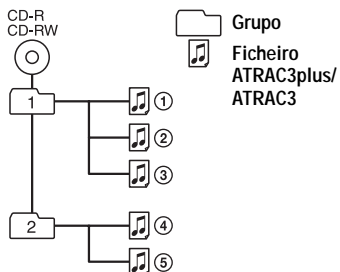 CD-R
CD-RW
Grupo
Ficheiro
ATRAC3plus/
ATRAC3
1
①
②
③
2
④
⑤